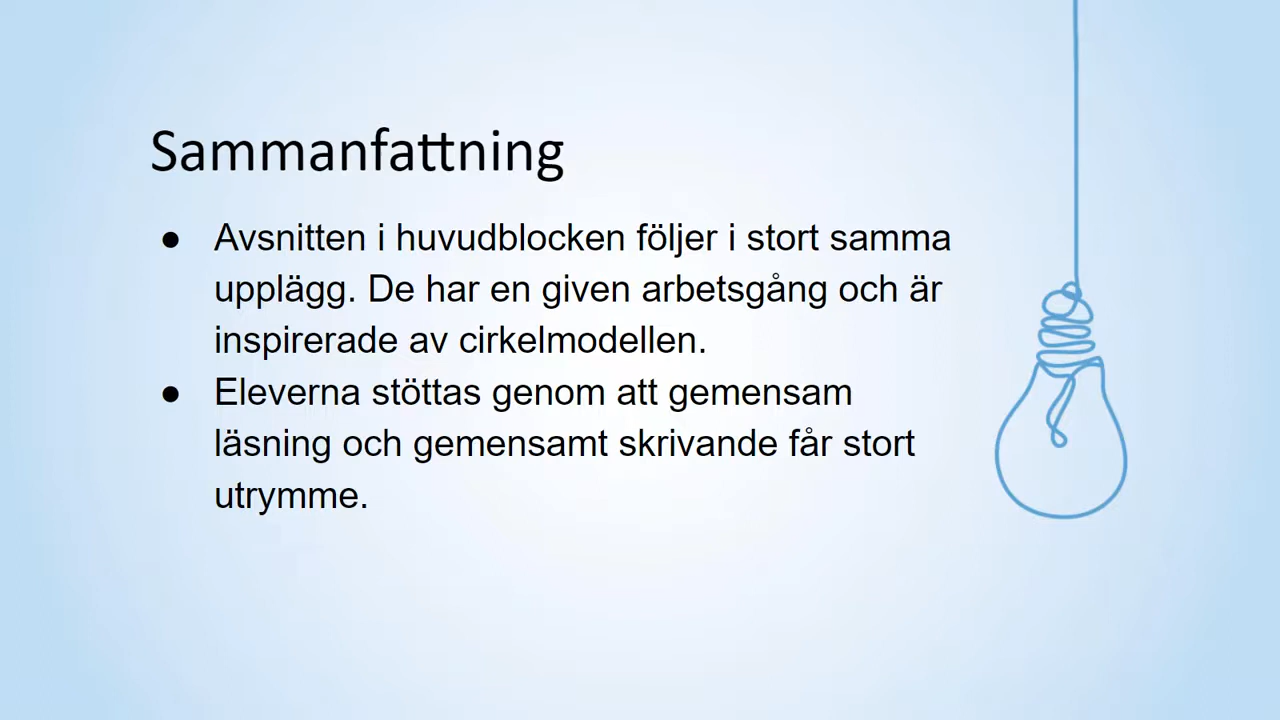 Sammanfattning
● Avsnitten i huvudblocken följer i stort samma
upplägg. De har en given arbetsgång och är
inspirerade av cirkelmodellen.
● Eleverna stöttas genom att gemensam
läsning och gemensamt skrivande får stort
utrymme.